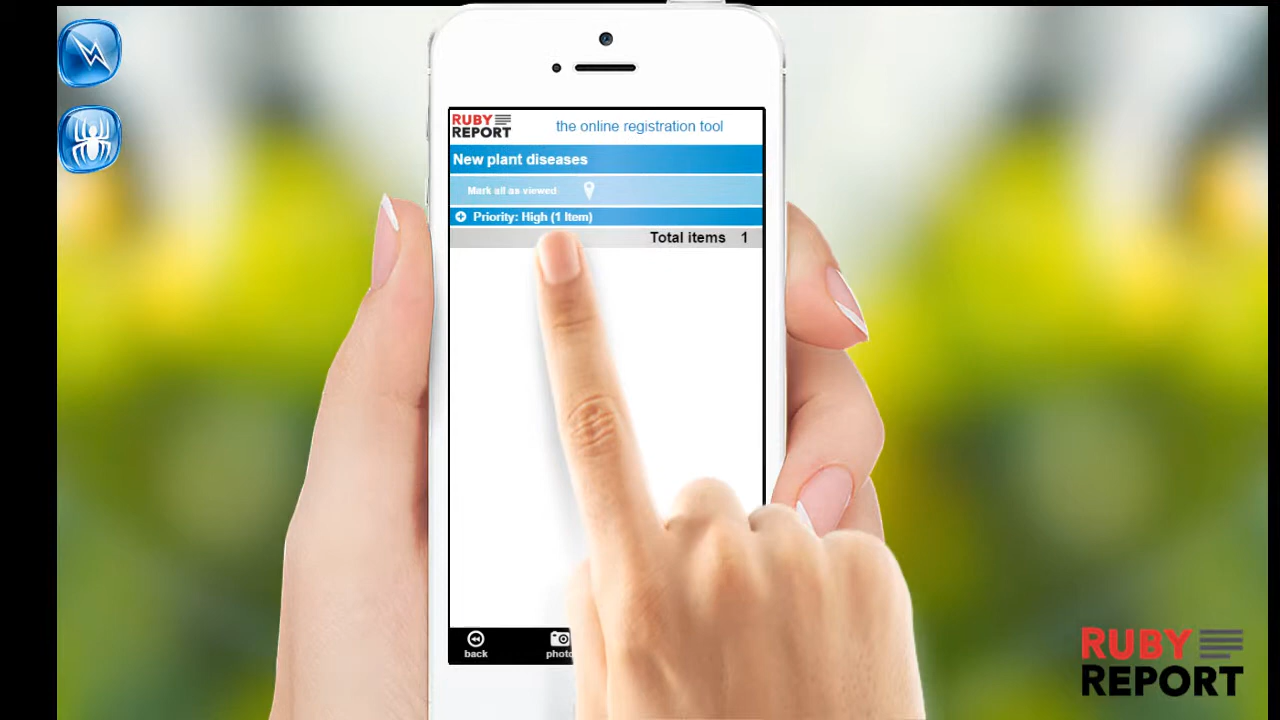 RUBY
REPORT
the online registration tool
New plant diseases
Mark all as viewed
Priority: High (1 Item)
Total items 1
back
photo
RUBY
REPORT